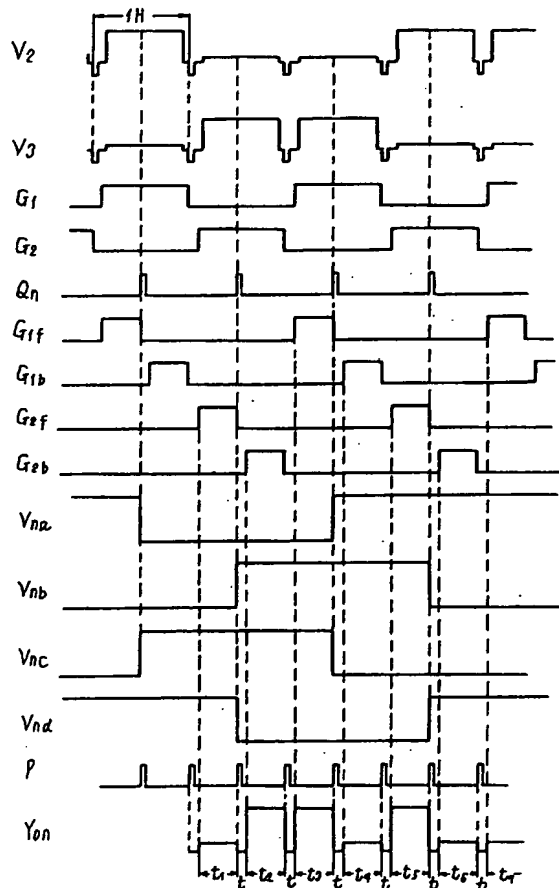 1H
V2
V3
G1
G2
Qn
G1f
G1b
G2f
G2b
Vna
Vnb
Vnc
Vnd
P
Yon
t1 t t2 t t3 t t4 t t5 t6 t7